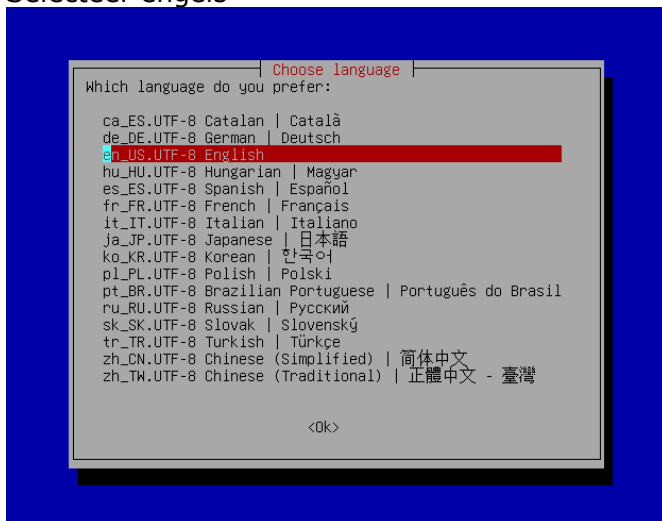 Selecteer engels
Choose language
Which language do you prefer:
ca_ES.UTF-8 Catalan | Català
de_DE.UTF-8 German | Deutsch
en_US.UTF-8 English
hu_HU.UTF-8 Hungarian | Magyar
es_ES.UTF-8 Spanish | Español
fr_FR.UTF-8 French | Français
it_IT.UTF-8 Italian | Italiano
ja_JP.UTF-8 Japanese | 日本語
ko_KR.UTF-8 Korean | 한국어
pl_PL.UTF-8 Polish | Polski
pt_BR.UTF-8 Brazilian Portuguese | Português do Brasil
ru_RU.UTF-8 Russian | Русский
sk_SK.UTF-8 Slovak | Slovenský
tr_TR.UTF-8 Turkish | Türkçe
zh_CN.UTF-8 Chinese (Simplified) | 简体中文
zh_TW.UTF-8 Chinese (Traditional) | 正體中文 - 臺灣
<Ok>